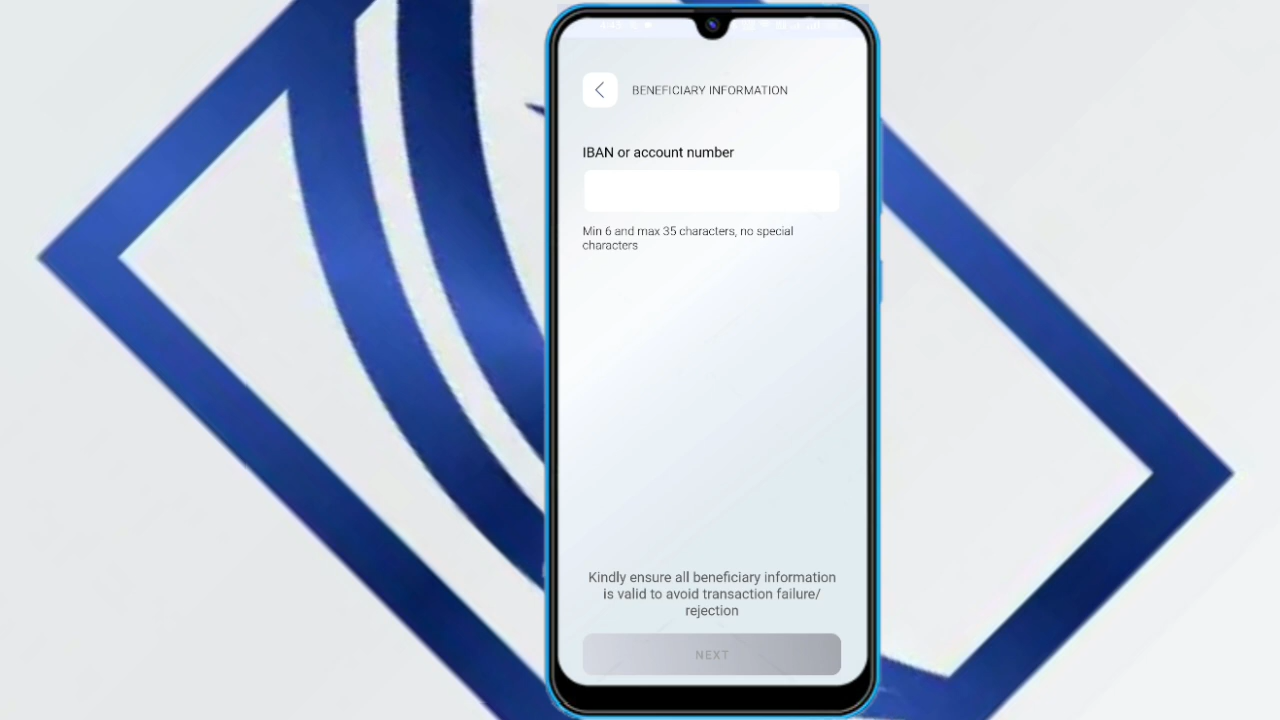 BENEFICIARY INFORMATION
IBAN or account number
Min 6 and max 35 characters, no special
characters
Kindly ensure all beneficiary information
is valid to avoid transaction failure/
rejection
NEXT